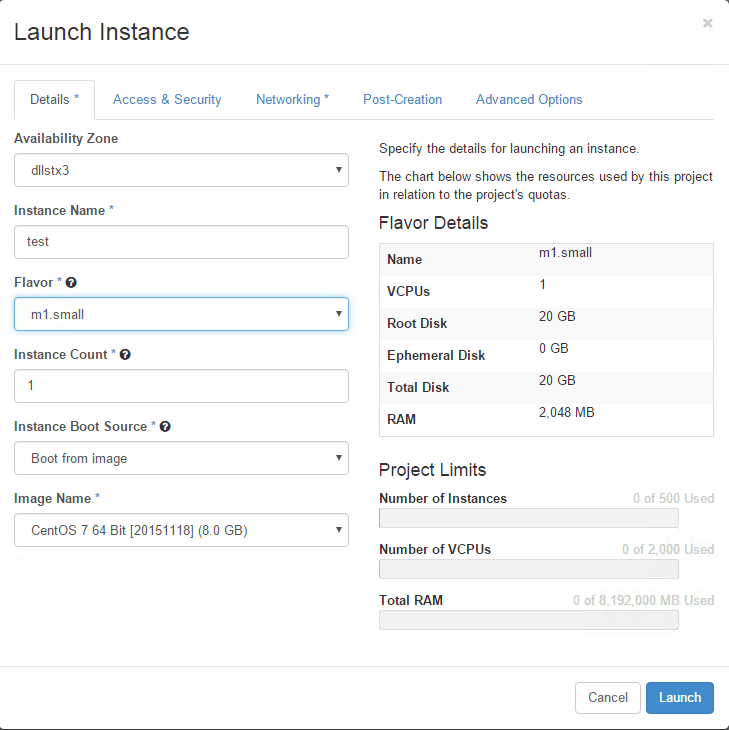 Launch Instance
×
Details *
Access & Security
Networking *
Post-Creation
Advanced Options
Availability Zone
dllstx3
Instance Name *
test
Flavor * ?
m1.small
Instance Count * ?
1
Instance Boot Source * ?
Boot from image
Image Name *
CentOS 7 64 Bit [20151118] (8.0 GB)
Specify the details for launching an instance.
The chart below shows the resources used by this project
in relation to the project's quotas.
Flavor Details
Name m1.small
VCPUs 1
Root Disk 20 GB
Ephemeral Disk 0 GB
Total Disk 20 GB
RAM 2,048 MB
Project Limits
Number of Instances 0 of 500 Used
Number of VCPUs 0 of 2,000 Used
Total RAM 0 of 8,192,000 MB Used
Cancel
Launch